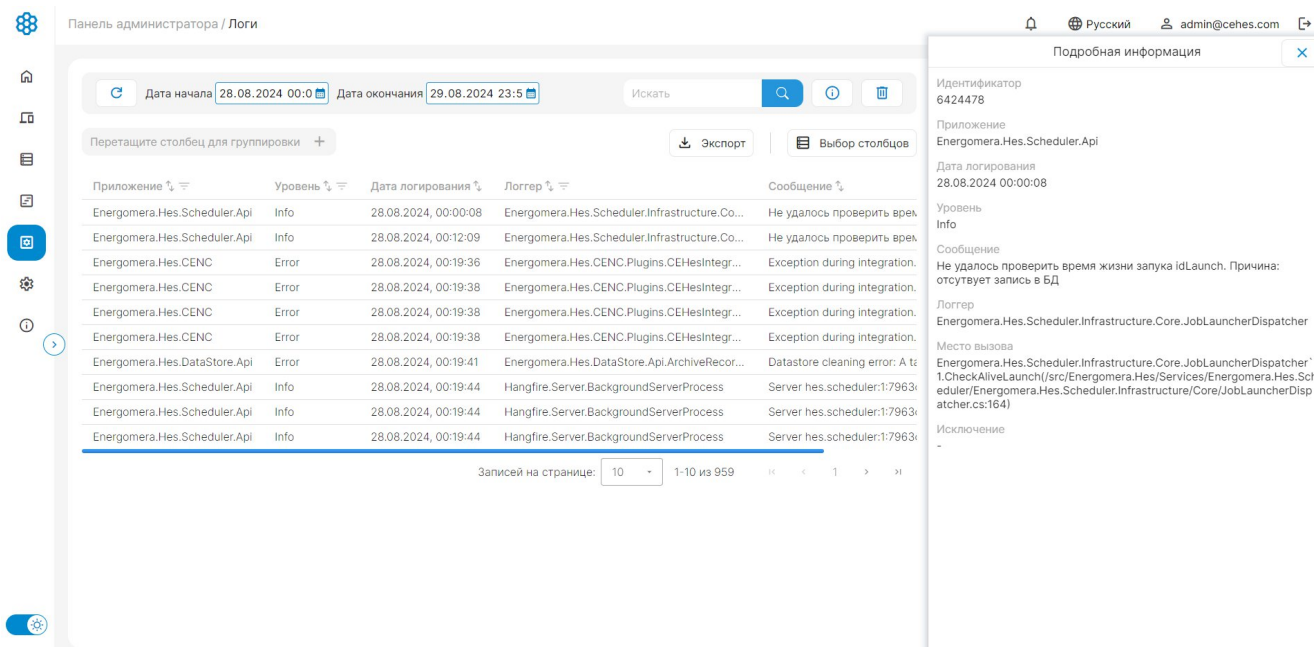 Панель администратора / Логи
Русский
admin@cehes.com
Дата начала 28.08.2024 00:0 Дата окончания 29.08.2024 23:5
Искать
Перетащите столбец для группировки +
Экспорт
Выбор столбцов
Приложение Уровень Дата логирования Логгер Сообщение
Energomera.Hes.Scheduler.Api Info 28.08.2024, 00:00:08 Energomera.Hes.Scheduler.Infrastructure.Co... Не удалось проверить врем
Energomera.Hes.Scheduler.Api Info 28.08.2024, 00:12:09 Energomera.Hes.Scheduler.Infrastructure.Co... Не удалось проверить врем
Energomera.Hes.CENC Error 28.08.2024, 00:19:36 Energomera.Hes.CENC.Plugins.CEHesIntegr... Exception during integration.
Energomera.Hes.CENC Error 28.08.2024, 00:19:38 Energomera.Hes.CENC.Plugins.CEHesIntegr... Exception during integration.
Energomera.Hes.CENC Error 28.08.2024, 00:19:38 Energomera.Hes.CENC.Plugins.CEHesIntegr... Exception during integration.
Energomera.Hes.CENC Error 28.08.2024, 00:19:38 Energomera.Hes.CENC.Plugins.CEHesIntegr... Exception during integration.
Energomera.Hes.DataStore.Api Error 28.08.2024, 00:19:41 Energomera.Hes.DataStore.Api.ArchiveRecor... Datastore cleaning error: A ta
Energomera.Hes.Scheduler.Api Info 28.08.2024, 00:19:44 Hangfire.Server.BackgroundServerProcess Server hes.scheduler:1:7963
Energomera.Hes.Scheduler.Api Info 28.08.2024, 00:19:44 Hangfire.Server.BackgroundServerProcess Server hes.scheduler:1:7963
Energomera.Hes.Scheduler.Api Info 28.08.2024, 00:19:44 Hangfire.Server.BackgroundServerProcess Server hes.scheduler:1:7963
Записей на странице: 10 1-10 из 959 1
Подробная информация
Идентификатор
6424478
Приложение
Energomera.Hes.Scheduler.Api
Дата логирования
28.08.2024 00:00:08
Уровень
Info
Сообщение
Не удалось проверить время жизни запука idLaunch. Причина:
отсутвует запись в БД
Логгер
Energomera.Hes.Scheduler.Infrastructure.Core.JobLauncherDispatcher
Место вызова
Energomera.Hes.Scheduler.Infrastructure.Core.JobLauncherDispatcher`
1.CheckAliveLaunch(/src/Energomera.Hes/Services/Energomera.Hes.Sch
eduler/Energomera.Hes.Scheduler.Infrastructure/Core/JobLauncherDisp
atcher.cs:164)
Исключение
-